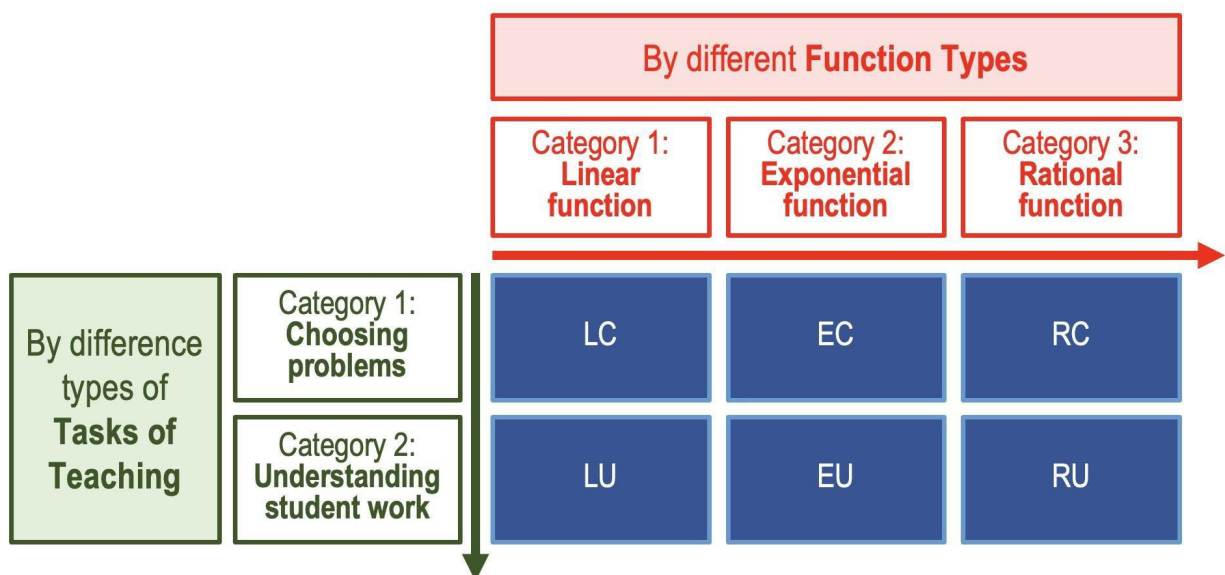 By different Function Types
Category 1:
Linear
function
Category 2:
Exponential
function
Category 3:
Rational
function
By difference
types of
Tasks of
Teaching
Category 1:
Choosing
problems
LC
EC
RC
Category 2:
Understanding
student work
LU
EU
RU